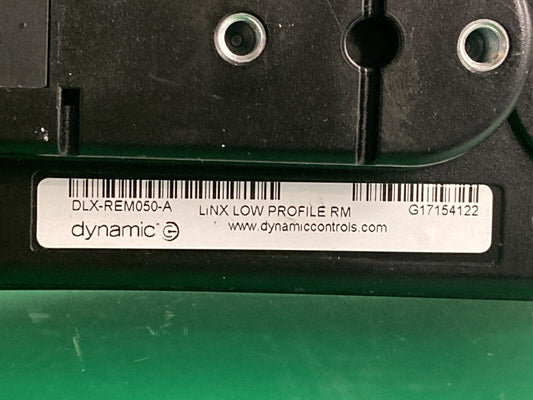 DLX-REM050-A LiNX LOW PROFILE RM G17154122
dynamic www.dynamiccontrols.com